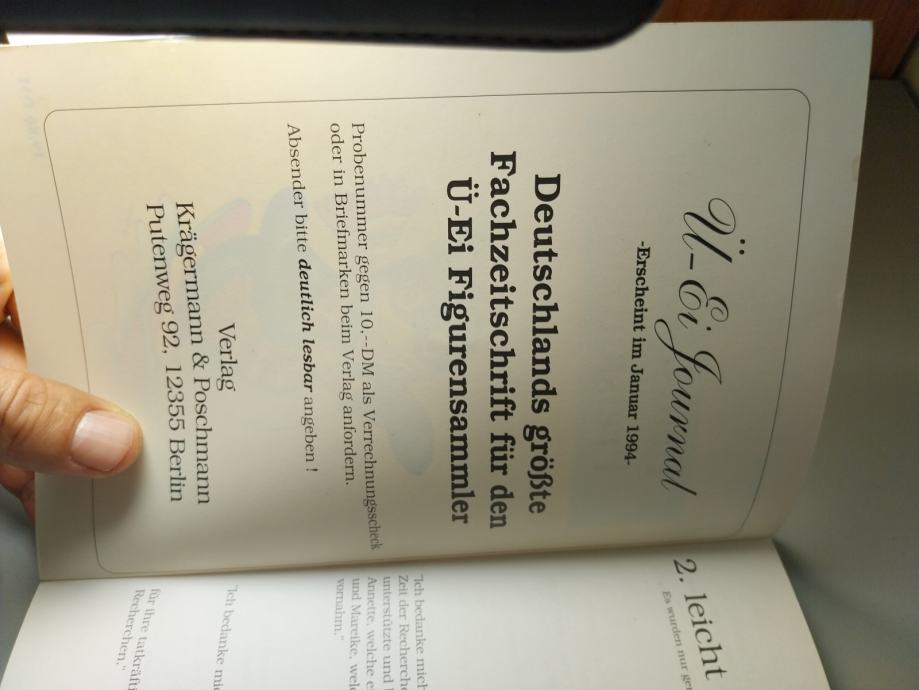 Ü-Ei Journal
-Erscheint im Januar 1994-
Deutschlands größte
Fachzeitschrift für den
Ü-Ei Figurensammler
Probenummer gegen 10,--DM als Verrechnungsscheck
oder in Briefmarken beim Verlag anfordern.
Absender bitte deutlich lesbar angeben !
Verlag
Krägermann & Poschmann
Putenweg 92, 12355 Berlin
2. leicht
Es wurden nur
"Ich bedanke mich
Zeit der Recherche
unterstützte und
Annette, welche
und Mareike,
vornahm."
"Ich bedanke
für ihre
Recherchen."